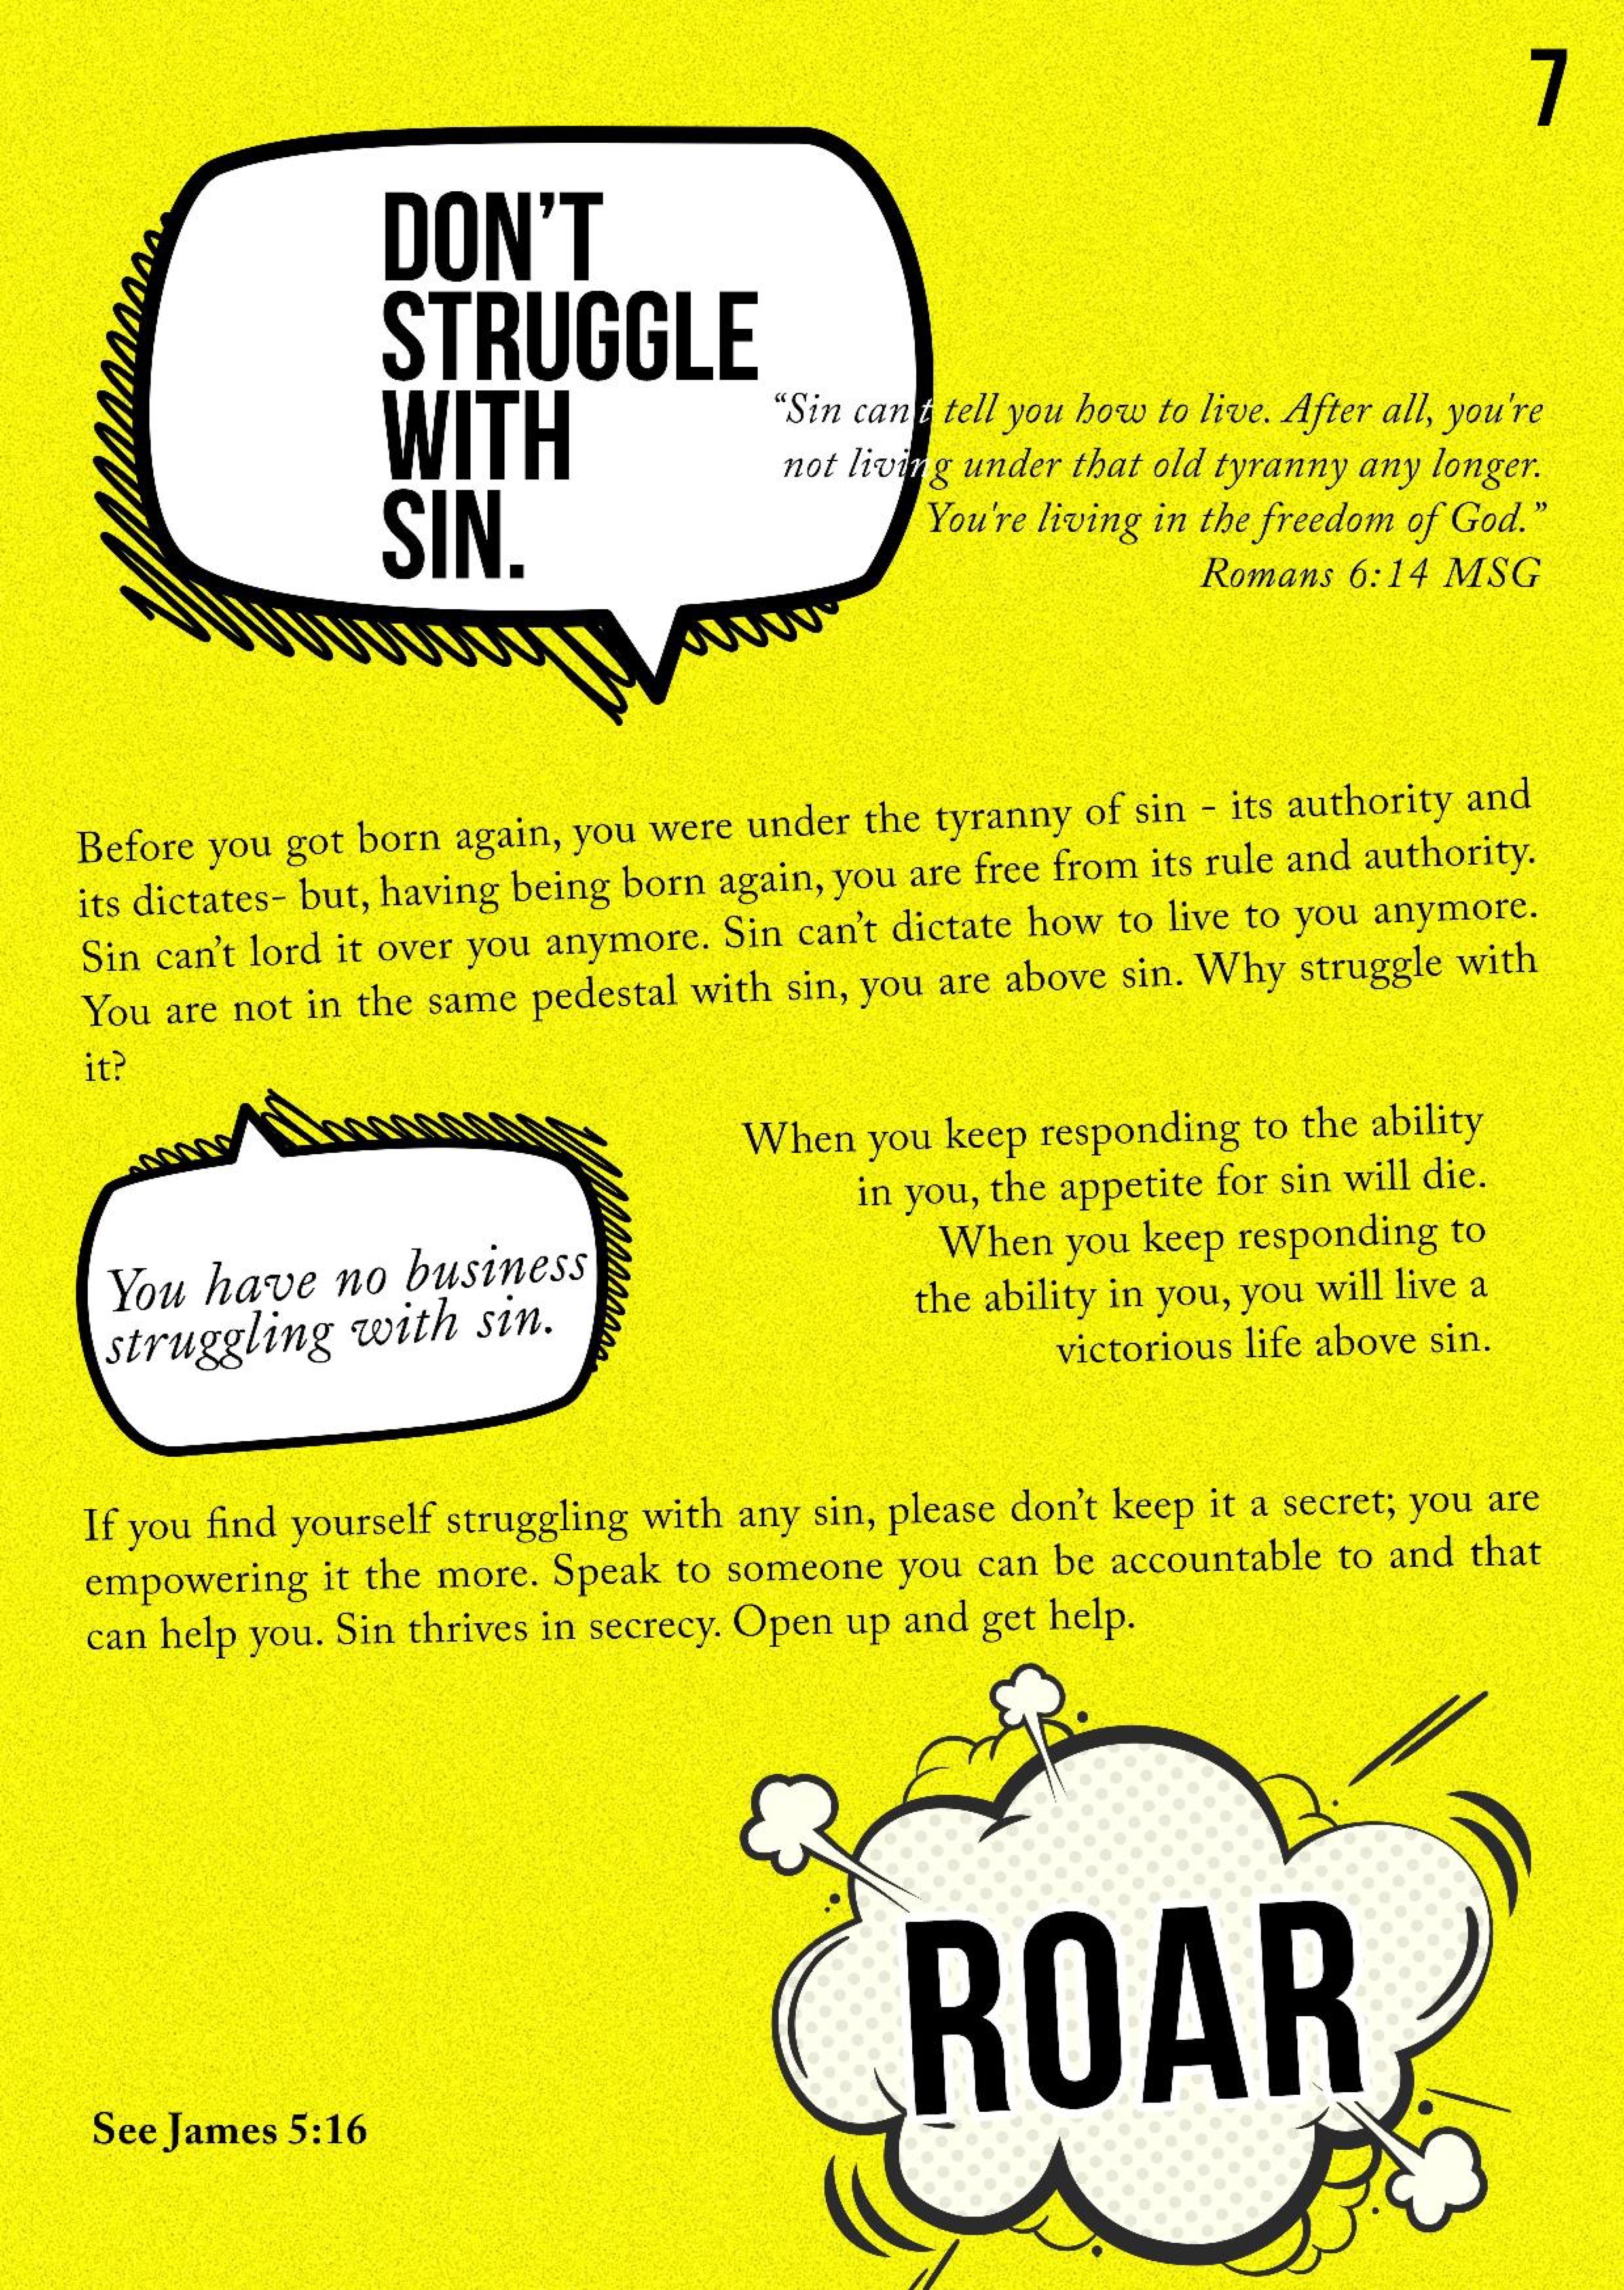 7
DON'T
STRUGGLE
WITH
SIN.
“Sin can't tell you how to live. After all, you're
not living under that old tyranny any longer.
You're living in the freedom of God.”
Romans 6:14 MSG
Before you got born again, you were under the tyranny of sin - its authority and
its dictates- but, having being born again, you are free from its rule and authority.
Sin can’t lord it over you anymore. Sin can’t dictate how to live to you anymore.
You are not in the same pedestal with sin, you are above sin. Why struggle with
it?
You have no business
struggling with sin.
When you keep responding to the ability
in you, the appetite for sin will die.
When you keep responding to
the ability in you, you will live a
victorious life above sin.
If you find yourself struggling with any sin, please don’t keep it a secret; you are
empowering it the more. Speak to someone you can be accountable to and that
can help you. Sin thrives in secrecy. Open up and get help.
ROAR
See James 5:16